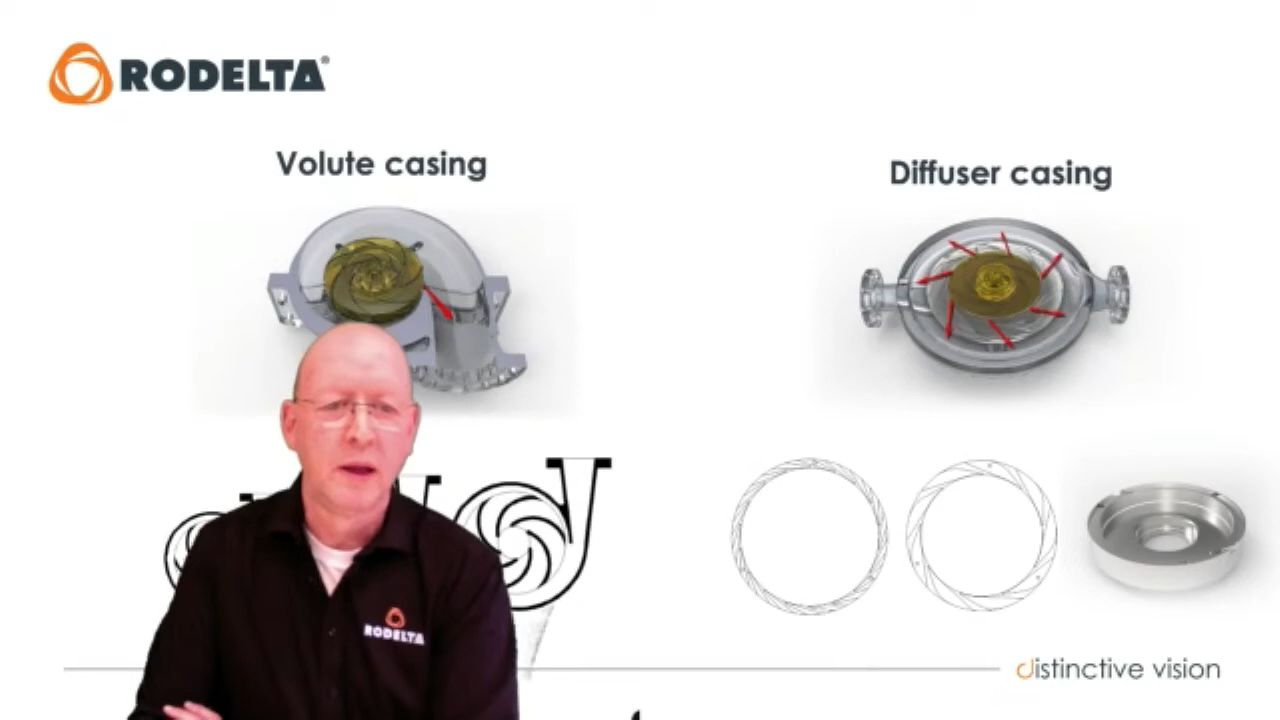 RODELTA®
Volute casing
Diffuser casing
RODELTA
distinctive vision